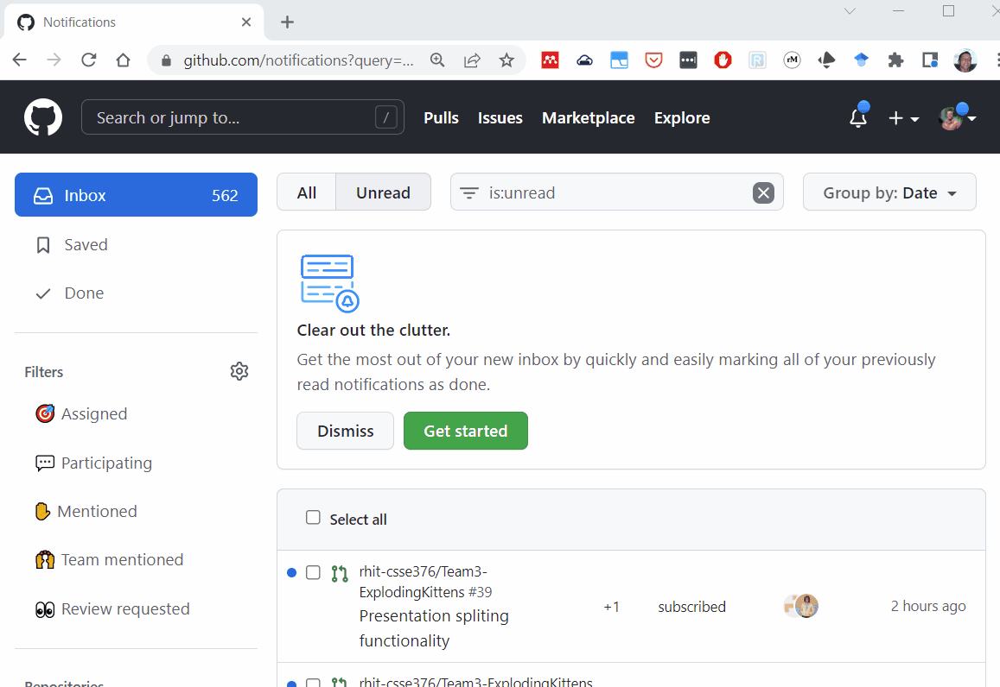 Notifications
github.com/notifications?query=...
rM
Search or jump to...
/
Pulls
Issues
Marketplace
Explore
Inbox
562
All
Unread
is:unread
Group by: Date
Saved
Done
Clear out the clutter.
Get the most out of your new inbox by quickly and easily marking all of your previously
read notifications as done.
Dismiss
Get started
Filters
Assigned
Participating
Mentioned
Team mentioned
Review requested
Repositories
Select all
rhit-csse376/Team3-
ExplodingKittens #39
Presentation spliting
functionality
+1
subscribed
2 hours ago
rhit-csse376/Team3-ExplodingKittens